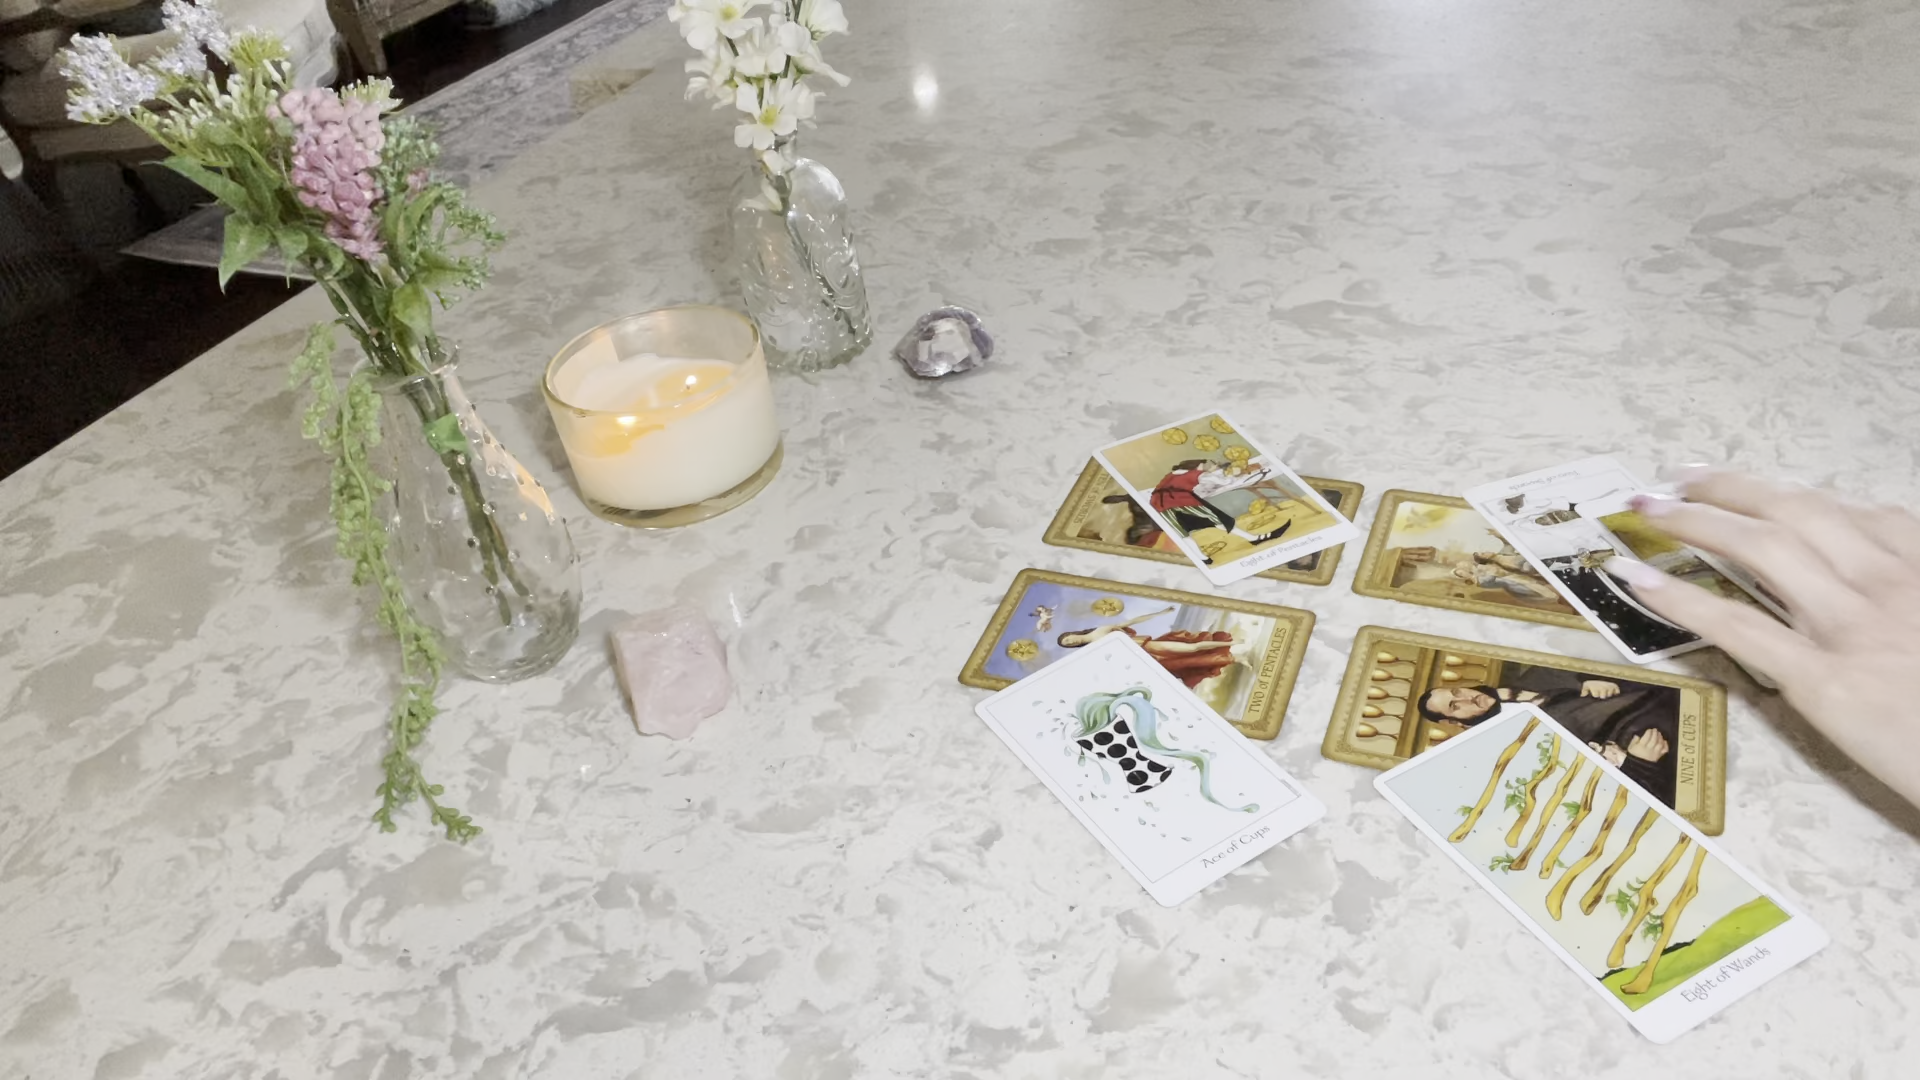 Eight of Pentacles
TWO of PENTACLES
NINE of CUPS
Ace of Cups
Eight of Wands